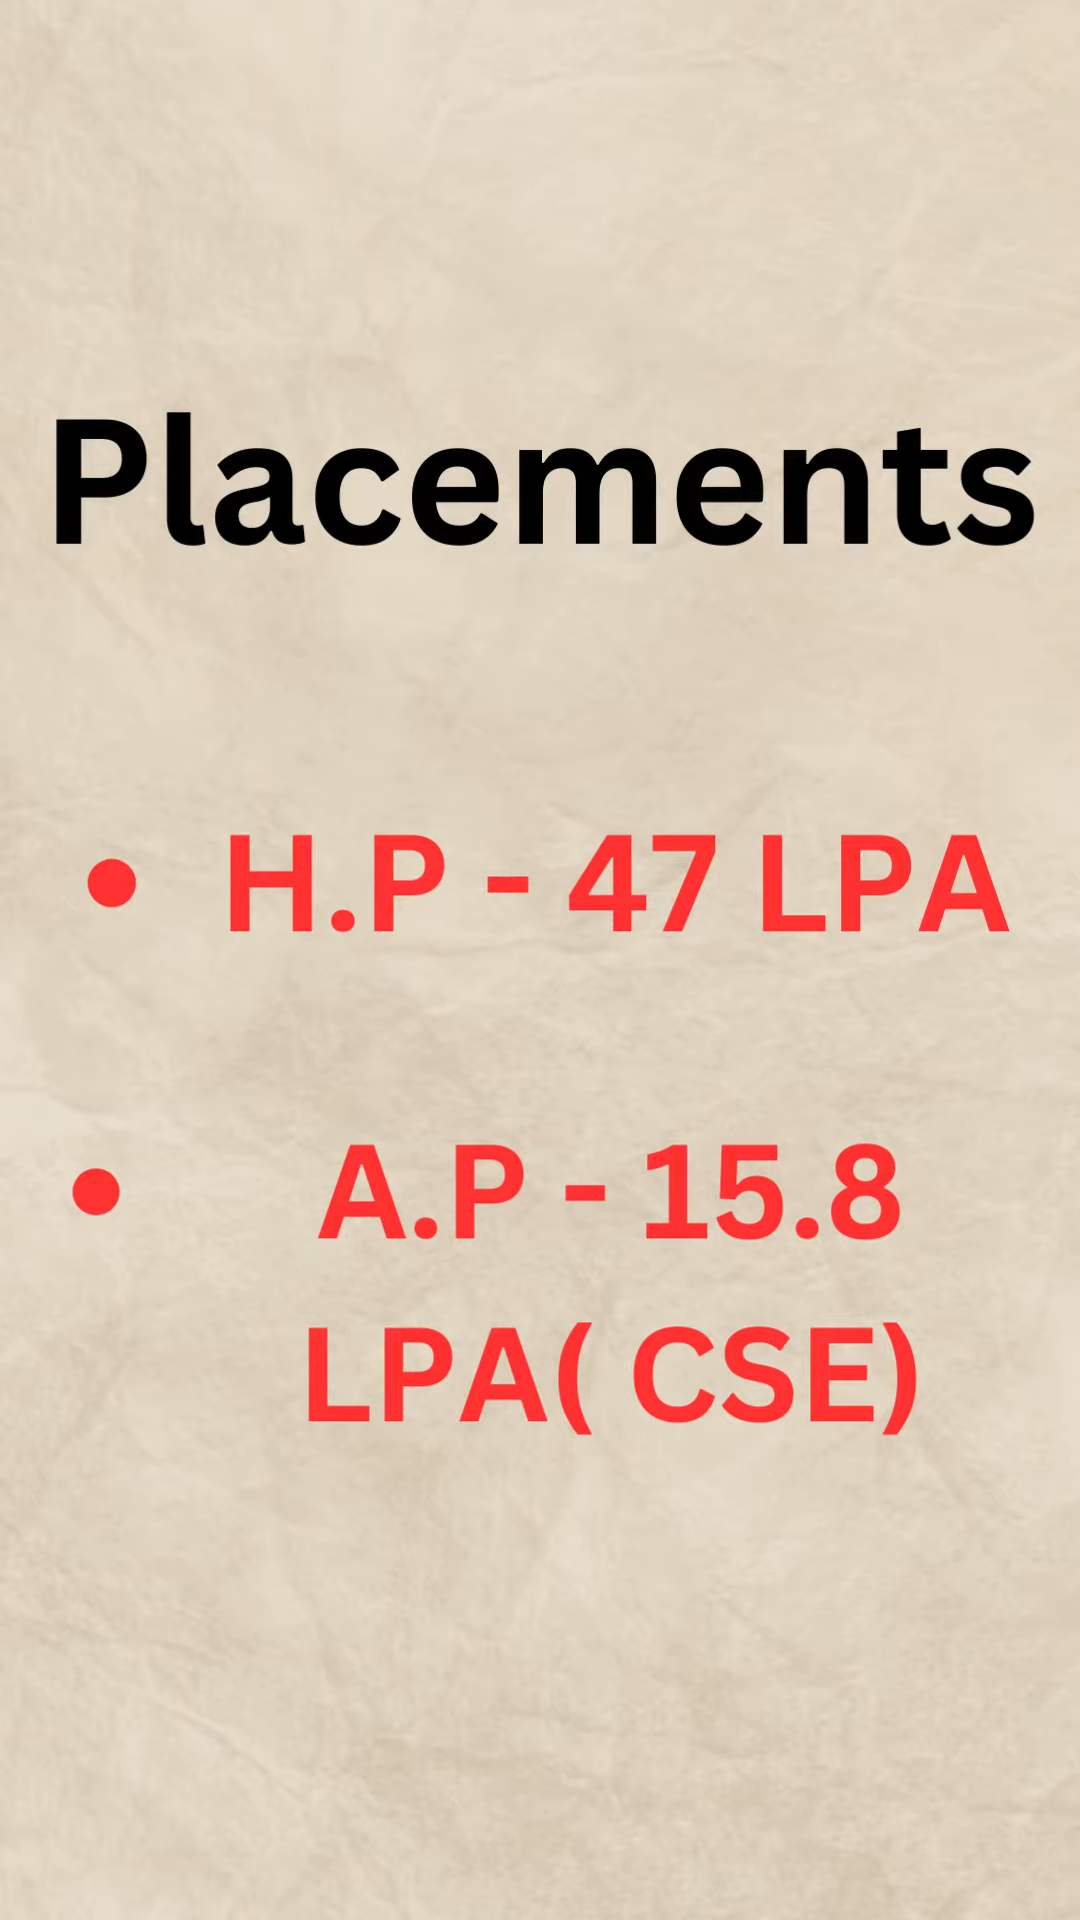 Placements
• H.P - 47 LPA
• A.P - 15.8
LPA( CSE)